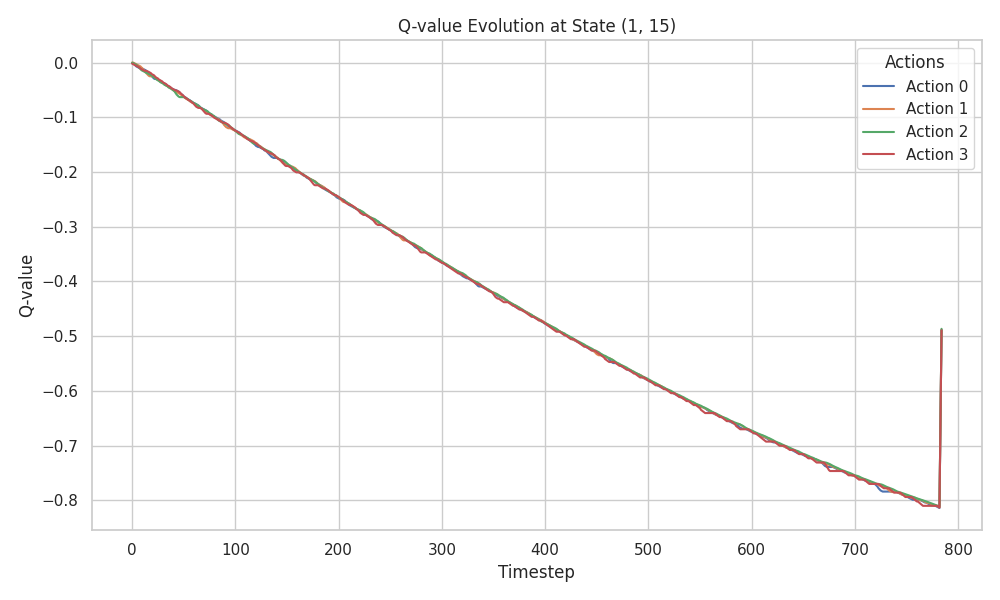 Q-value Evolution at State (1, 15)
Q-value
0.0
−0.1
−0.2
−0.3
−0.4
−0.5
−0.6
−0.7
−0.8
Actions
Action 0
Action 1
Action 2
Action 3
0 100 200 300 400 500 600 700 800
Timestep